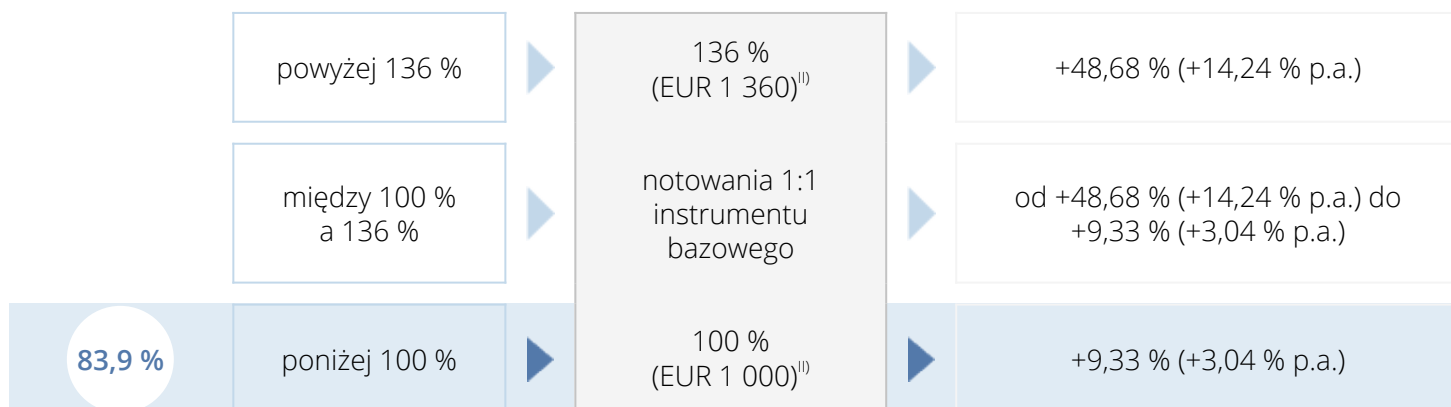 powyżej 136 %
136 %
(EUR 1 360)II)
+48,68 % (+14,24 % p.a.)
między 100 %
a 136 %
notowania 1:1
instrumentu
bazowego
od +48,68 % (+14,24 % p.a.) do
+9,33 % (+3,04 % p.a.)
83,9 %
poniżej 100 %
100 %
(EUR 1 000)II)
+9,33 % (+3,04 % p.a.)